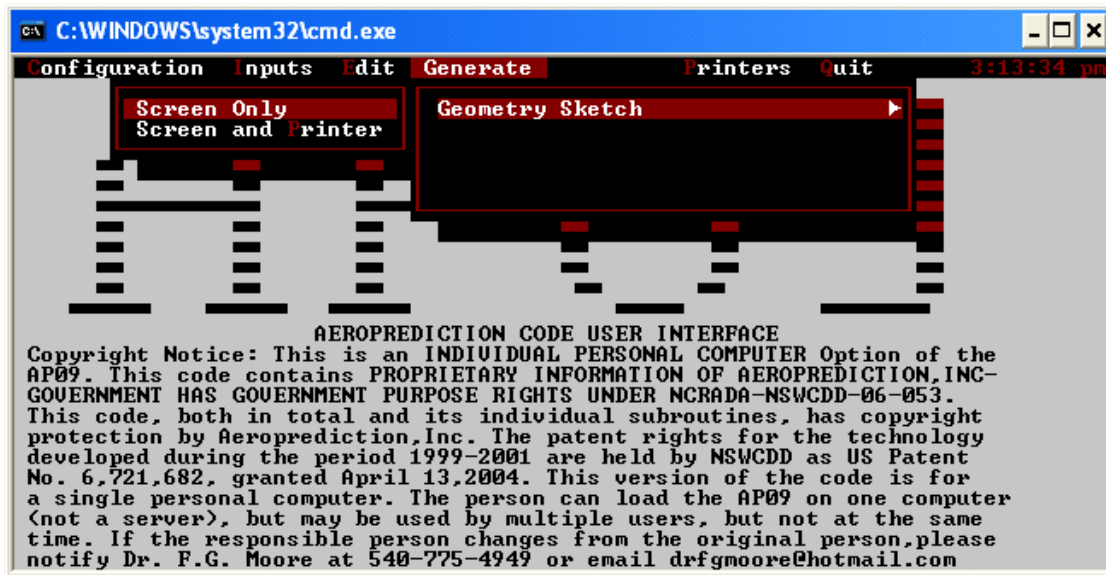 C:\WINDOWS\system32\cmd.exe
Configuration Inputs Edit Generate Printers Quit 3:13:34 pm
Screen Only Geometry Sketch
Screen and Printer
AEROPREDICTION CODE USER INTERFACE
Copyright Notice: This is an INDIVIDUAL PERSONAL COMPUTER Option of the
AP09. This code contains PROPRIETARY INFORMATION OF AEROPREDICTION,INC-
GOVERNMENT HAS GOVERNMENT PURPOSE RIGHTS UNDER NCRADA-NSWCDD-06-053.
This code, both in total and its individual subroutines, has copyright
protection by Aeroprediction,Inc. The patent rights for the technology
developed during the period 1999-2001 are held by NSWCDD as US Patent
No. 6,721,682, granted April 13,2004. This version of the code is for
a single personal computer. The person can load the AP09 on one computer
(not a server), but may be used by multiple users, but not at the same
time. If the responsible person changes from the original person,please
notify Dr. F.G. Moore at 540-775-4949 or email drfgmoore@hotmail.com